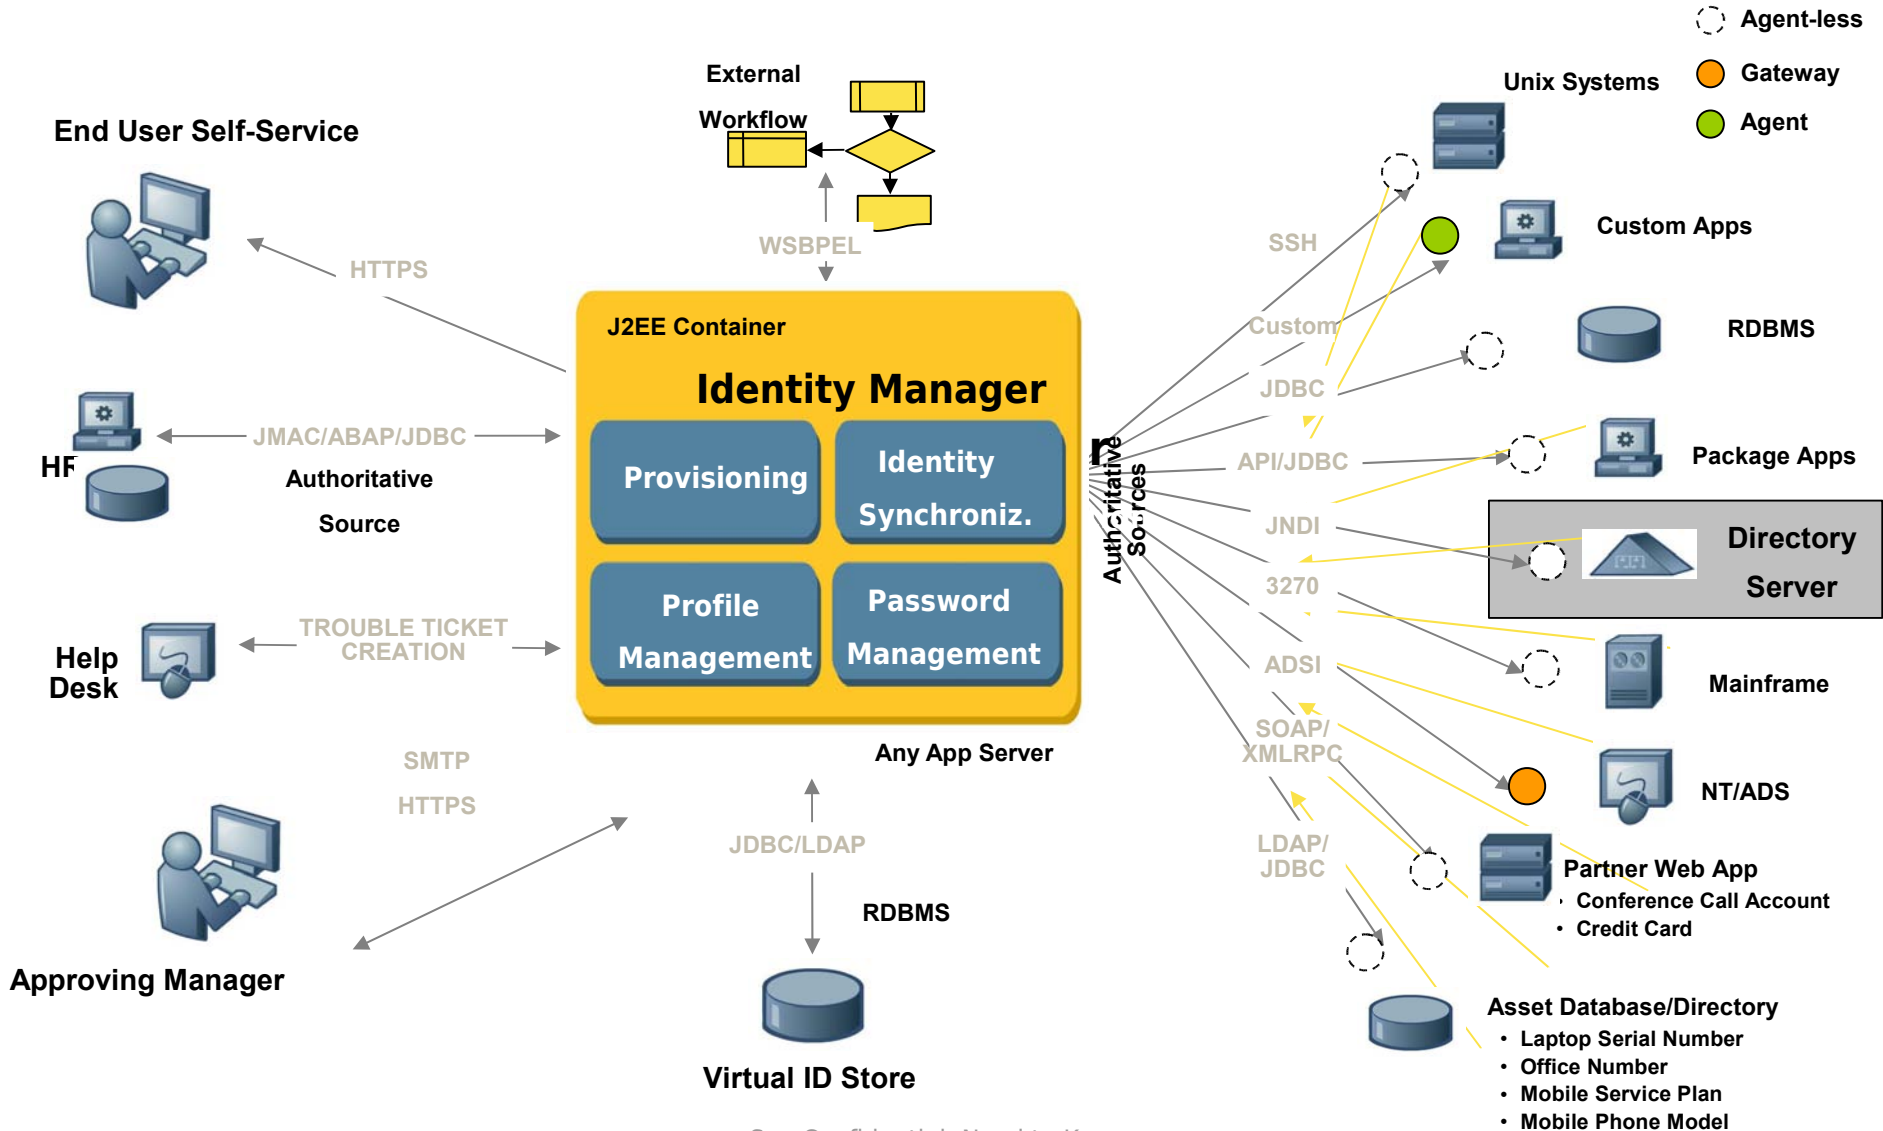 Agent-less
Gateway
Agent
External
Workflow
Unix Systems
End User Self-Service
Custom Apps
WSBPEL
SSH
HTTPS
J2EE Container
Custom
RDBMS
Identity Manager
JDBC
JMAC/ABAP/JDBC
Authoritative
Source
Provisioning
Identity
Synchroniz.
Authoritative
Sources
API/JDBC
Package Apps
JNDI
Directory
Server
3270
Profile
Management
Password
Management
TROUBLE TICKET
CREATION
Help
Desk
ADSI
Mainframe
SOAP/
XMLRPC
Any App Server
SMTP
HTTPS
NT/ADS
JDBC/LDAP
LDAP/
JDBC
Partner Web App
• Conference Call Account
• Credit Card
RDBMS
Approving Manager
Asset Database/Directory
• Laptop Serial Number
• Office Number
• Mobile Service Plan
• Mobile Phone Model
Virtual ID Store